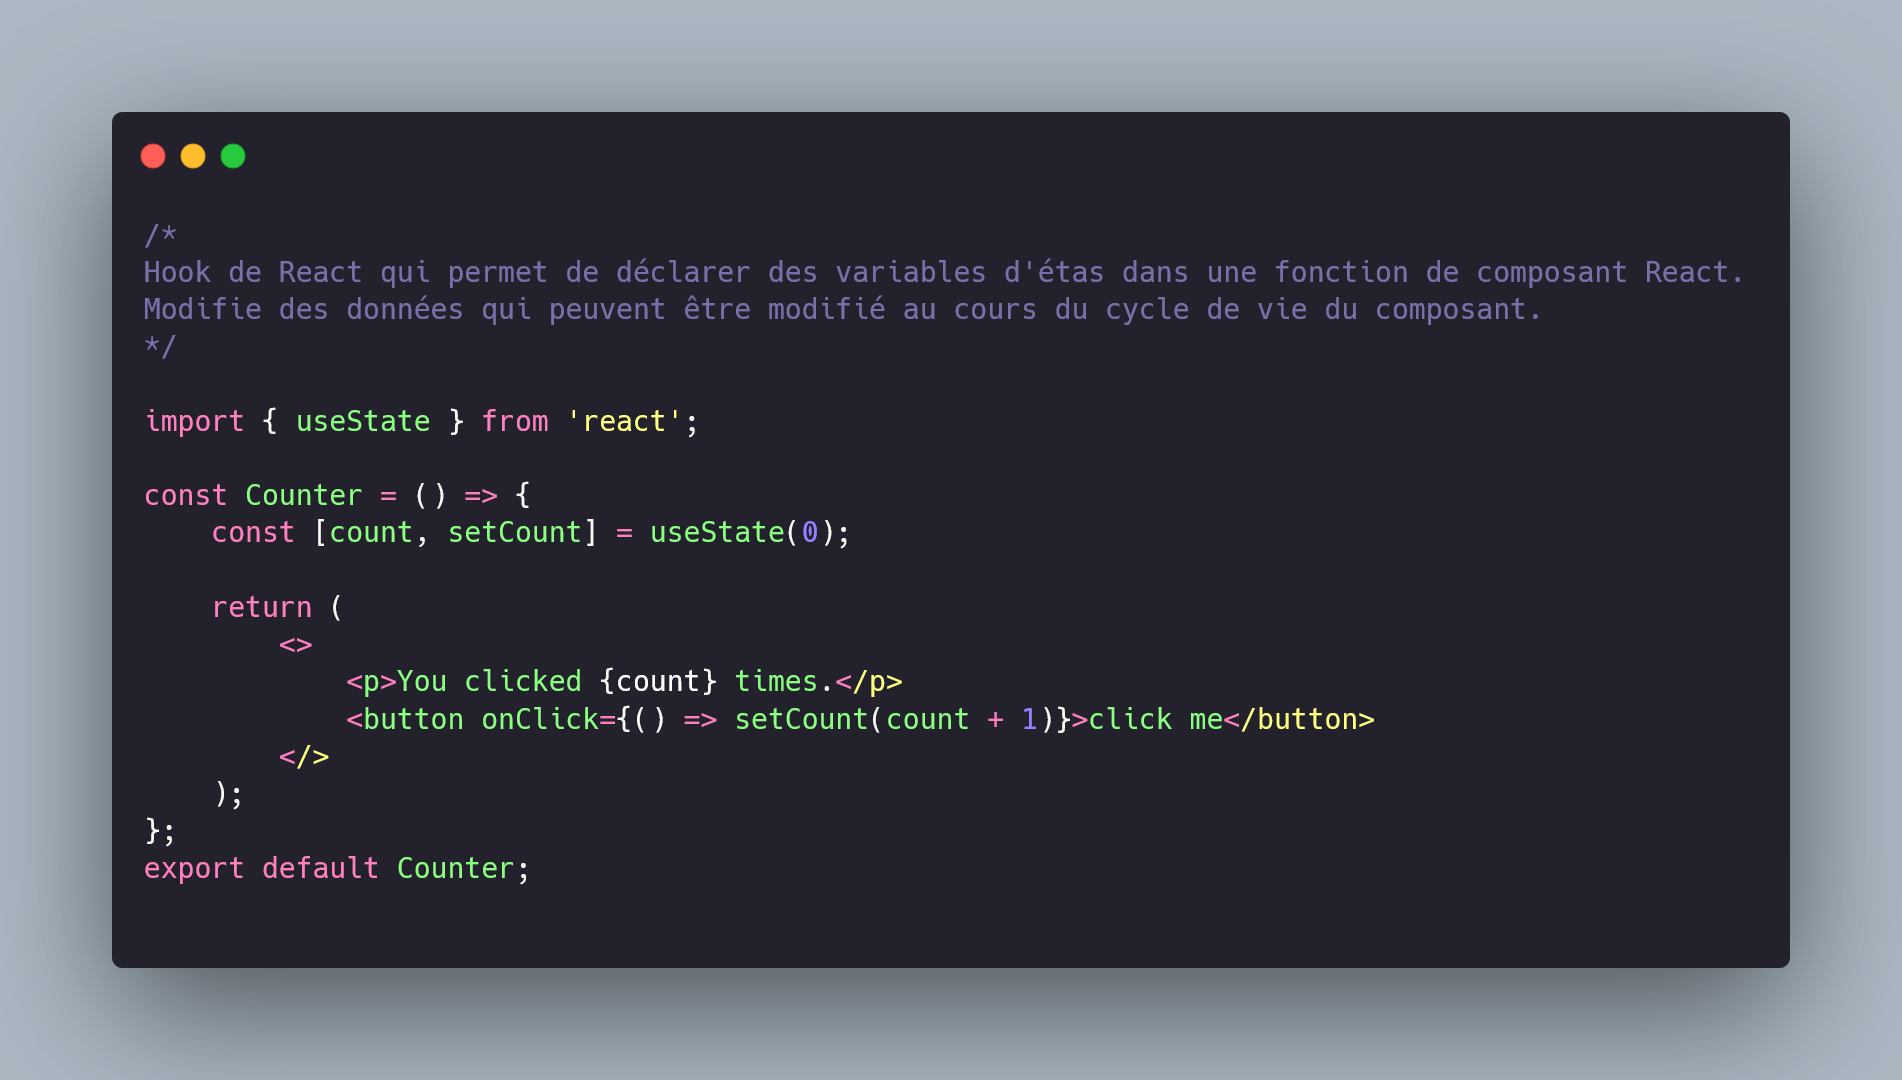 /*
Hook de React qui permet de déclarer des variables d'étas dans une fonction de composant React.
Modifie des données qui peuvent être modifié au cours du cycle de vie du composant.
*/
import { useState } from 'react';
const Counter = () => {
    const [count, setCount] = useState(0);
    return (
        <>
            <p>You clicked {count} times.</p>
            <button onClick={() => setCount(count + 1)}>click me</button>
        </>
    );
};
export default Counter;